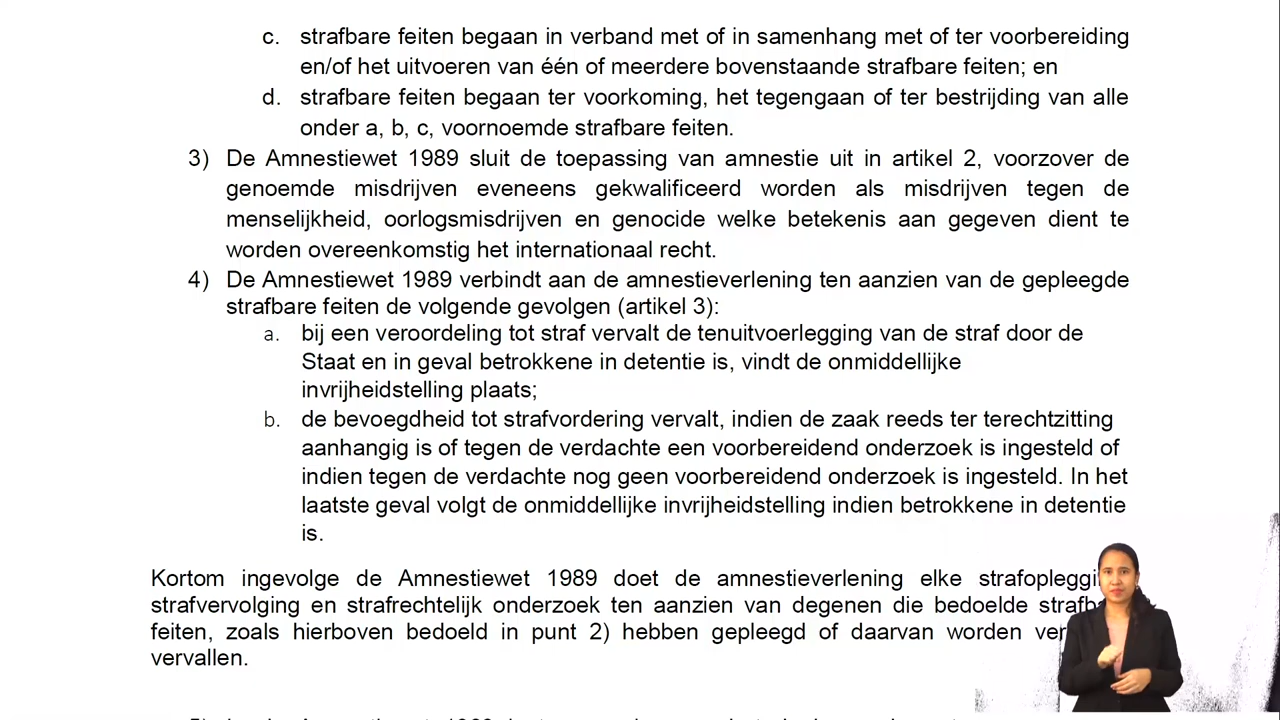 c. strafbare feiten begaan in verband met of in samenhang met of ter voorbereiding
en/of het uitvoeren van één of meerdere bovenstaande strafbare feiten; en
d. strafbare feiten begaan ter voorkoming, het tegengaan of ter bestrijding van alle
onder a, b, c, voornoemde strafbare feiten.
3) De Amnestiewet 1989 sluit de toepassing van amnestie uit in artikel 2, voorzover de
genoemde misdrijven eveneens gekwalificeerd worden als misdrijven tegen de
menselijkheid, oorlogsmisdrijven en genocide welke betekenis aan gegeven dient te
worden overeenkomstig het internationaal recht.
4) De Amnestiewet 1989 verbindt aan de amnestieverlening ten aanzien van de gepleegde
strafbare feiten de volgende gevolgen (artikel 3):
a. bij een veroordeling tot straf vervalt de tenuitvoerlegging van de straf door de
Staat en in geval betrokkene in detentie is, vindt de onmiddellijke
invrijheidstelling plaats;
b. de bevoegdheid tot strafvordering vervalt, indien de zaak reeds ter terechtzitting
aanhangig is of tegen de verdachte een voorbereidend onderzoek is ingesteld of
indien tegen de verdachte nog geen voorbereidend onderzoek is ingesteld. In het
laatste geval volgt de onmiddellijke invrijheidstelling indien betrokkene in detentie
is.
Kortom ingevolge de Amnestiewet 1989 doet de amnestieverlening elke
strafvervolging en strafrechtelijk onderzoek ten aanzien van degenen die bedoelde
feiten, zoals hierboven bedoeld in punt 2) hebben gepleegd of daarvan worden
vervallen.